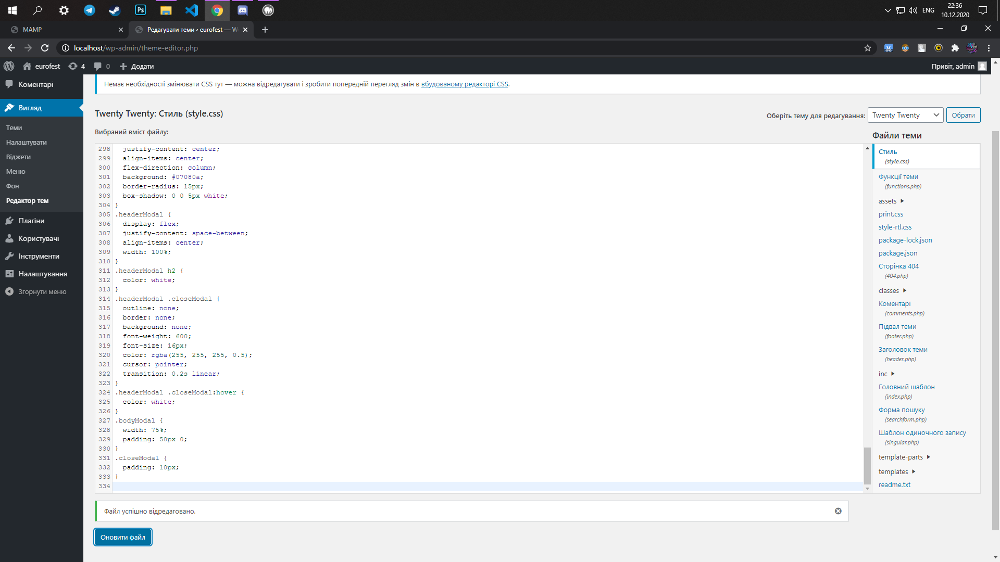 Ps
ENG
22:36
10.12.2020
MAMP
Редагувати теми ‹ eurofest — W
localhost/wp-admin/theme-editor.php
eurofest
4
0
Додати
Привіт, admin
Коментарі
Вигляд
Теми
Налаштувати
Віджети
Меню
Фон
Редактор тем
Плагіни
Користувачі
Інструменти
Налаштування
Згорнути меню
Немає необхідності змінювати CSS тут — можна відредагувати і зробити попередній перегляд змін в вбудованому редакторі CSS.
Twenty Twenty: Стиль (style.css)
Оберіть тему для редагування: Twenty Twenty Обрати
Вибраний вміст файлу:
298 justify-content: center;
299 align-items: center;
300 flex-direction: column;
301 background: #07080a;
302 border-radius: 15px;
303 box-shadow: 0 0 5px white;
304 }
305 .headerModal {
306 display: flex;
307 justify-content: space-between;
308 align-items: center;
309 width: 100%;
310 }
311 .headerModal h2 {
312 color: white;
313 }
314 .headerModal .closeModal {
315 outline: none;
316 border: none;
317 background: none;
318 font-weight: 600;
319 font-size: 16px;
320 color: rgba(255, 255, 255, 0.5);
321 cursor: pointer;
322 transition: 0.2s linear;
323 }
324 .headerModal .closeModal:hover {
325 color: white;
326 }
327 .bodyModal {
328 width: 75%;
329 padding: 50px 0;
330 }
331 .closeModal {
332 padding: 10px;
333 }
334
Файл успішно відредаговано.
Оновити файл
Файли теми
Стиль
(style.css)
Функції теми
(functions.php)
assets
print.css
style-rtl.css
package-lock.json
package.json
Сторінка 404
(404.php)
classes
Коментарі
(comments.php)
Підвал теми
(footer.php)
Заголовок теми
(header.php)
inc
Головний шаблон
(index.php)
Форма пошуку
(searchform.php)
Шаблон одиночного запису
(singular.php)
template-parts
templates
readme.txt